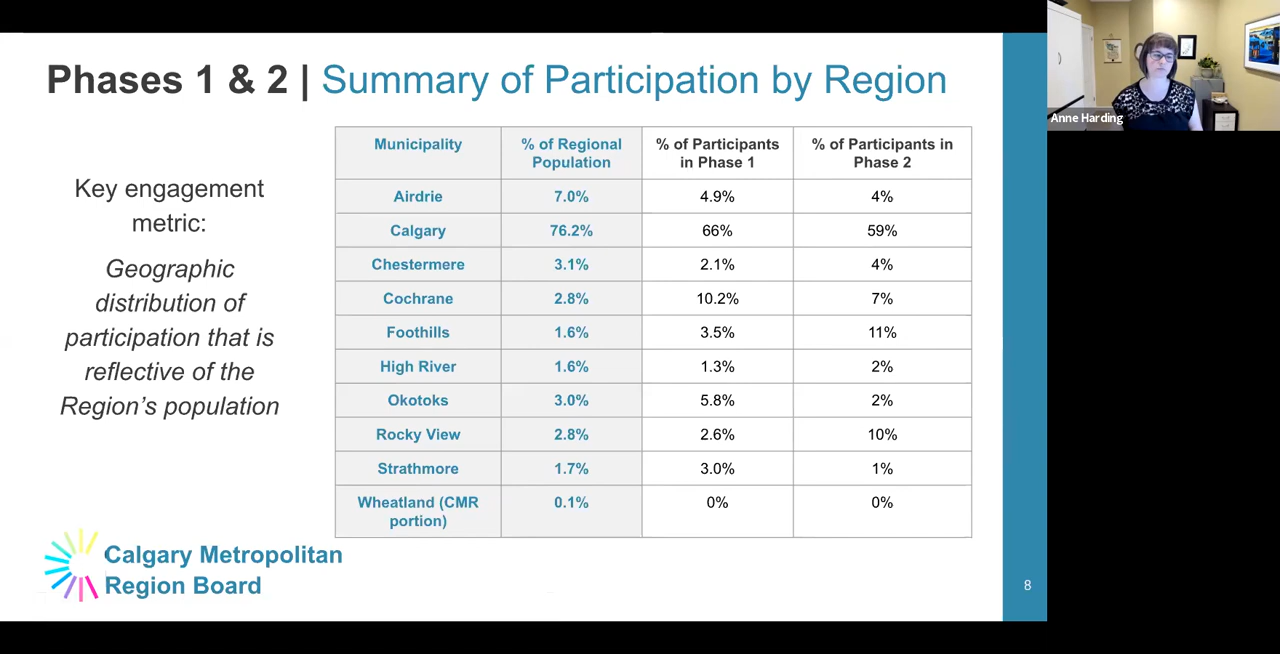 Phases 1 & 2 | Summary of Participation by Region
Key engagement
metric:
Geographic
distribution of
participation that is
reflective of the
Region's population
Municipality % of Regional Population % of Participants in Phase 1 % of Participants in Phase 2
Airdrie 7.0% 4.9% 4%
Calgary 76.2% 66% 59%
Chestermere 3.1% 2.1% 4%
Cochrane 2.8% 10.2% 7%
Foothills 1.6% 3.5% 11%
High River 1.6% 1.3% 2%
Okotoks 3.0% 5.8% 2%
Rocky View 2.8% 2.6% 10%
Strathmore 1.7% 3.0% 1%
Wheatland (CMR portion) 0.1% 0% 0%
Calgary Metropolitan
Region Board
8
Anne Harding